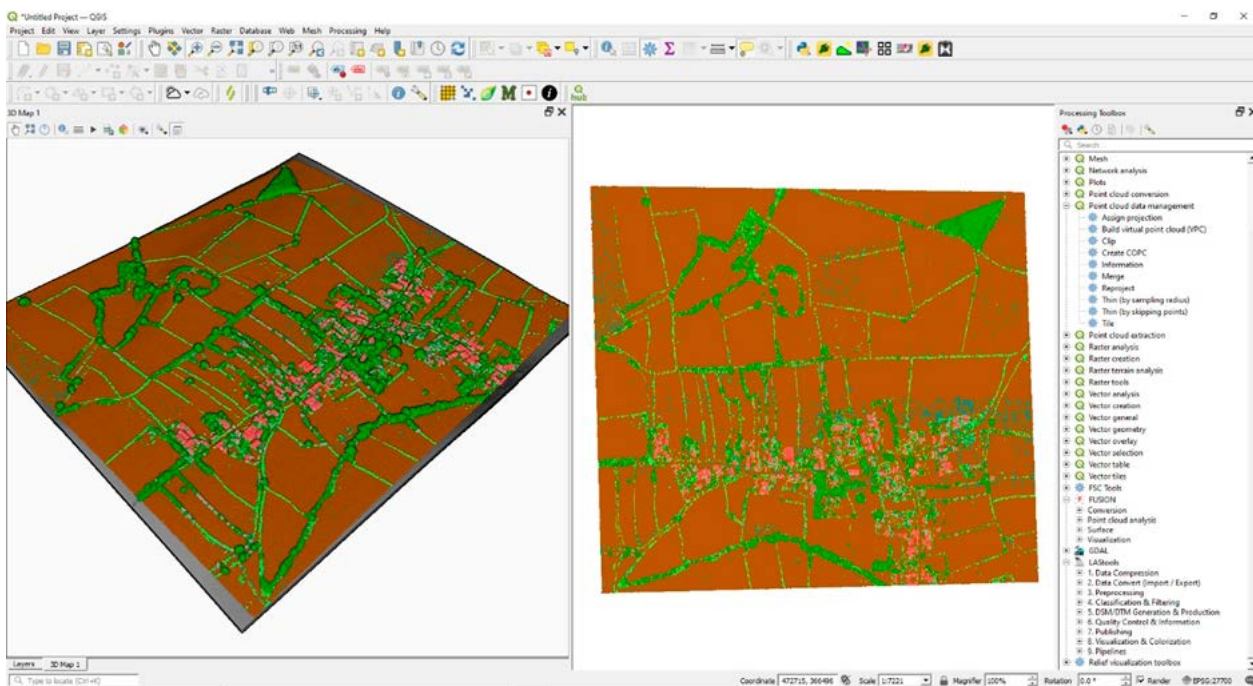 *Untitled Project — QGIS
Project Edit View Layer Settings Plugins Vector Raster Database Web Mesh Processing Help
Q
hub
3D Map 1
Processing Toolbox
Search...
Mesh
Network analysis
Plots
Point cloud conversion
Point cloud data management
Assign projection
Build virtual point cloud (VPC)
Clip
Create COPC
Information
Merge
Reproject
Thin (by sampling radius)
Thin (by skipping points)
Tile
Point cloud extraction
Raster analysis
Raster creation
Raster terrain analysis
Raster tools
Vector analysis
Vector creation
Vector general
Vector geometry
Vector overlay
Vector selection
Vector table
Vector tiles
FSC Tools
FUSION
Conversion
Point cloud analysis
Surface
Visualization
GDAL
LAStools
1. Data Compression
2. Data Convert (Import / Export)
3. Preprocessing
4. Classification & Filtering
5. DSM/DTM Generation & Production
6. Quality Control & Information
7. Publishing
8. Visualization & Colorization
9. Pipelines
Relief visualization toolbox
Layers 3D Map 1
Type to locate (Ctrl+K) Coordinate 472715, 366496 Scale 1:7221 Magnifier 100% Rotation 0.0 ° Render EPSG:27700